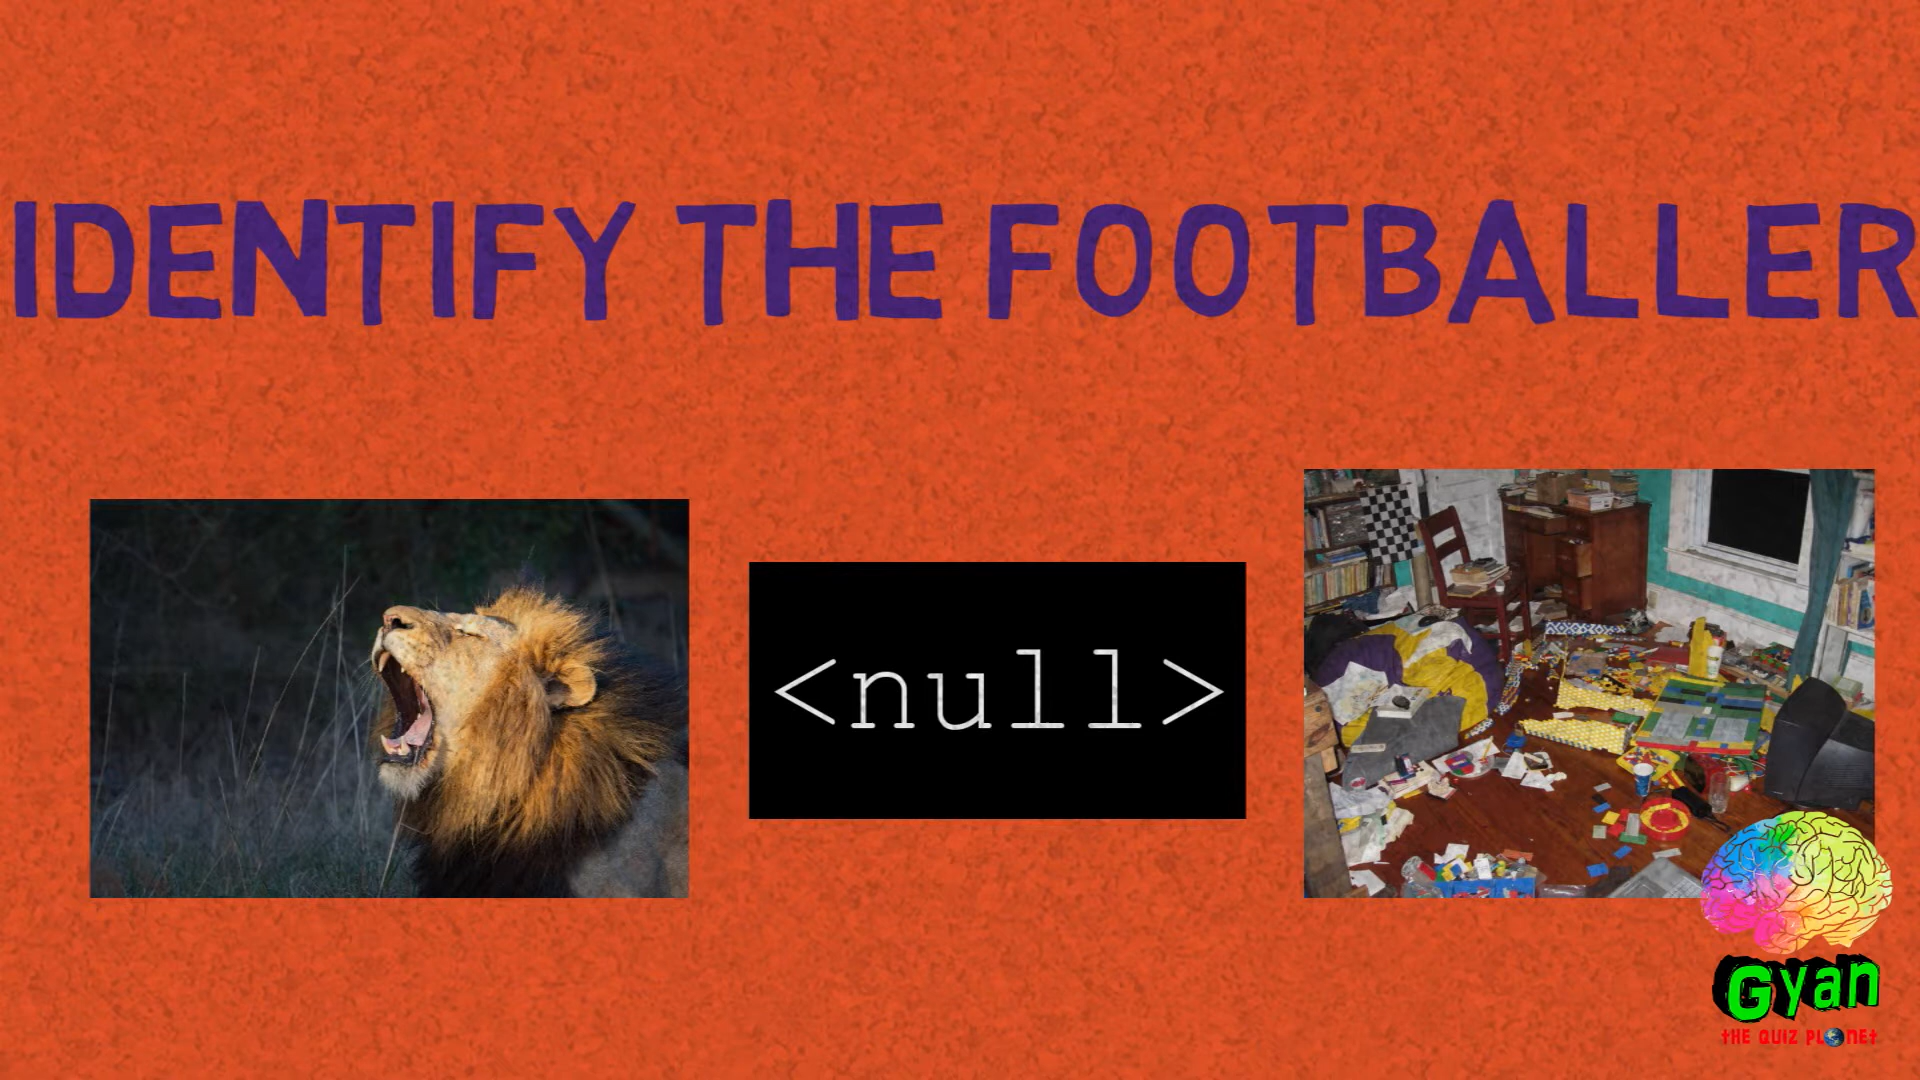 IDENTIFY THE FOOTBALLER
<null>
Gyan
THE QUIZ PLANET